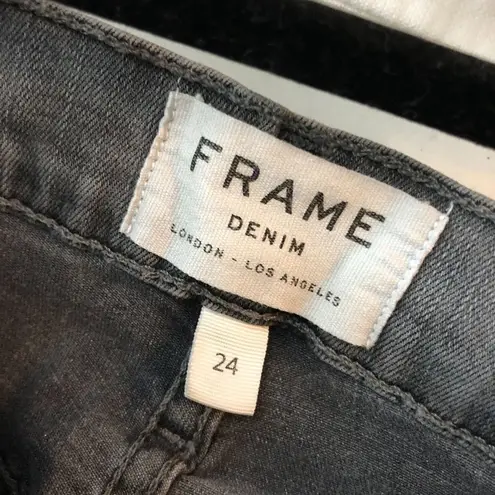 FRAME
DENIM
LONDON - LOS ANGELES
24